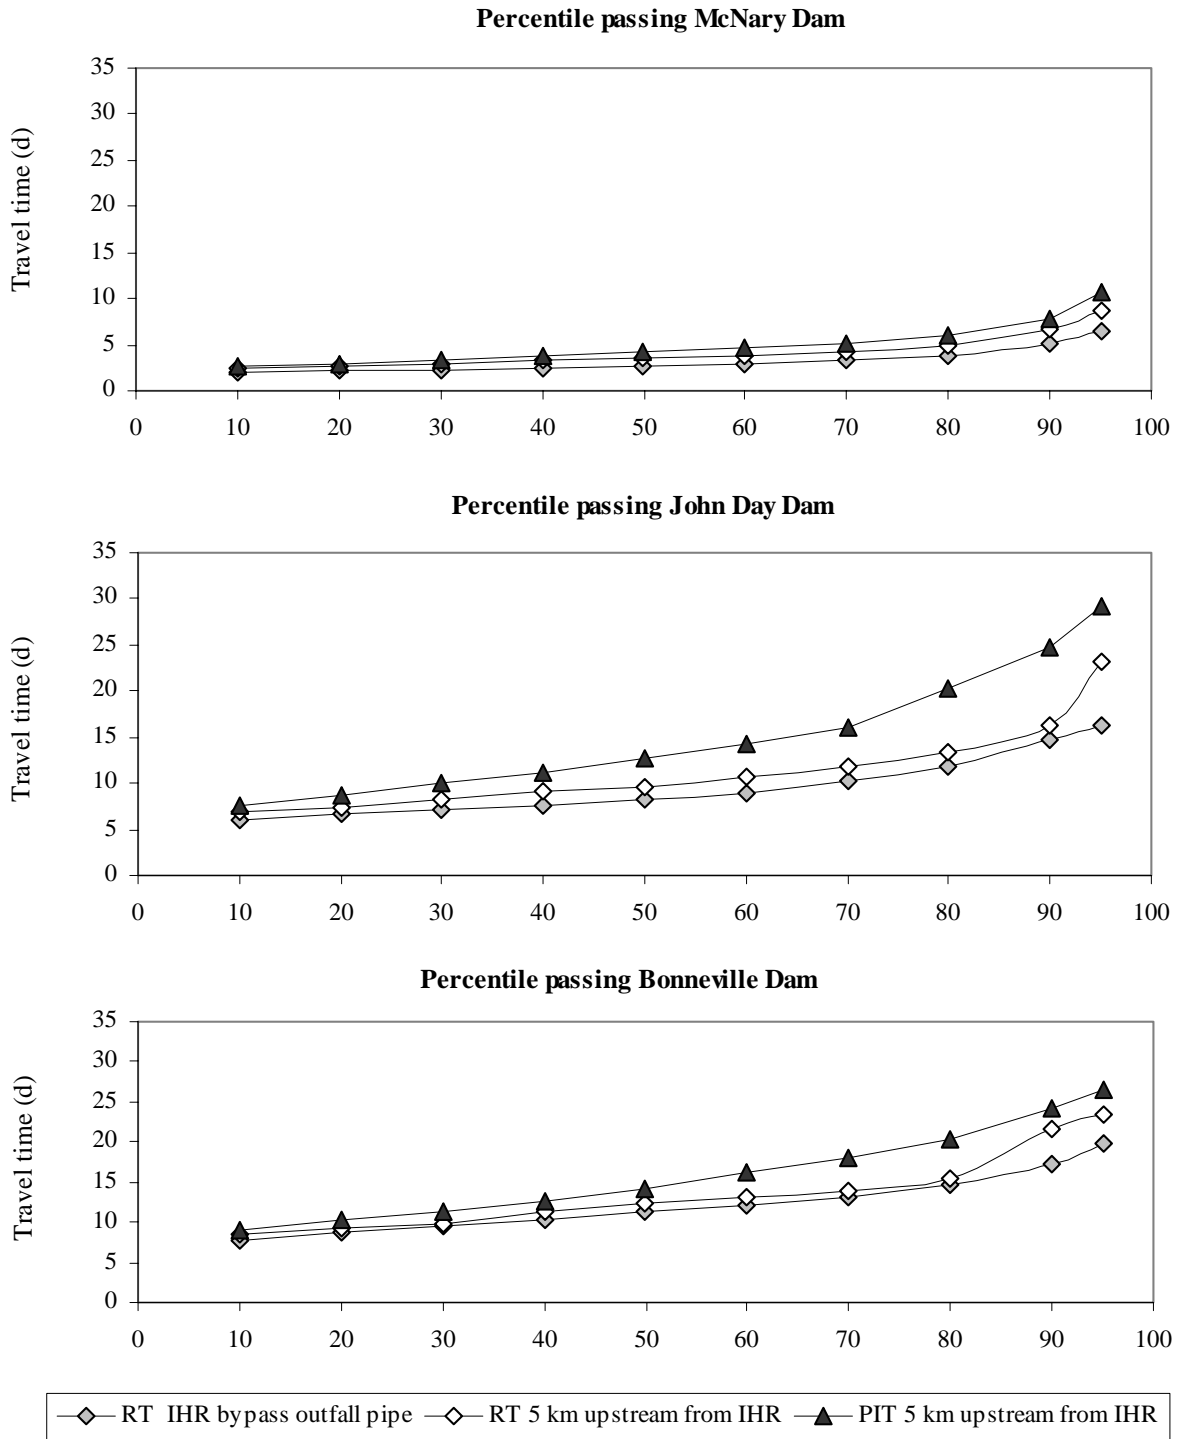 Percentile passing McNary Dam
Travel time (d)
35
30
25
20
15
10
5
0
0 10 20 30 40 50 60 70 80 90 100
Percentile passing John Day Dam
Travel time (d)
35
30
25
20
15
10
5
0
0 10 20 30 40 50 60 70 80 90 100
Percentile passing Bonneville Dam
Travel time (d)
35
30
25
20
15
10
5
0
0 10 20 30 40 50 60 70 80 90 100
RT IHR bypass outfall pipe RT 5 km upstream from IHR PIT 5 km upstream from IHR